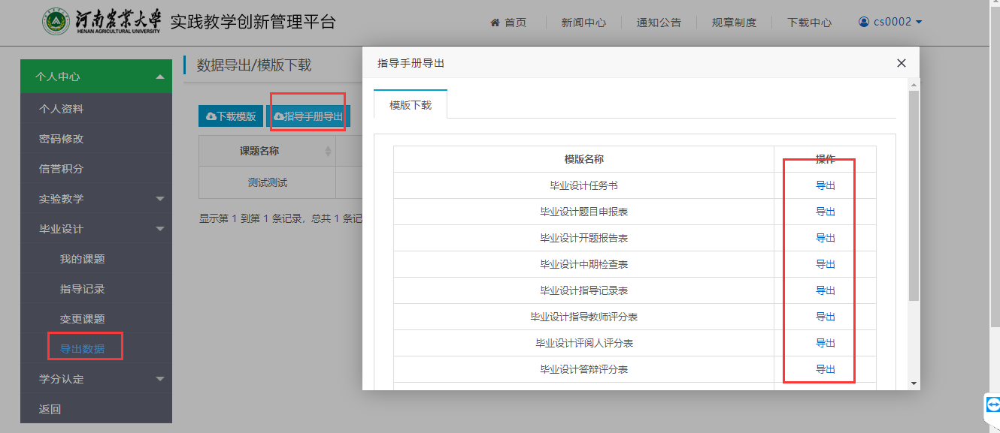 河南农业大学
HENAN AGRICULTURAL UNIVERSITY
实践教学创新管理平台
首页
新闻中心
通知公告
规章制度
下载中心
cs0002
个人中心
个人资料
密码修改
信誉积分
实验教学
毕业设计
我的课题
指导记录
变更课题
导出数据
学分认定
返回
数据导出/模版下载
下载模版
指导手册导出
课题名称
测试测试
显示第 1 到第 1 条记录，总共 1 条记
指导手册导出
模版下载
模版名称 操作
毕业设计任务书 导出
毕业设计题目申报表 导出
毕业设计开题报告表 导出
毕业设计中期检查表 导出
毕业设计指导记录表 导出
毕业设计指导教师评分表 导出
毕业设计评阅人评分表 导出
毕业设计答辩评分表 导出